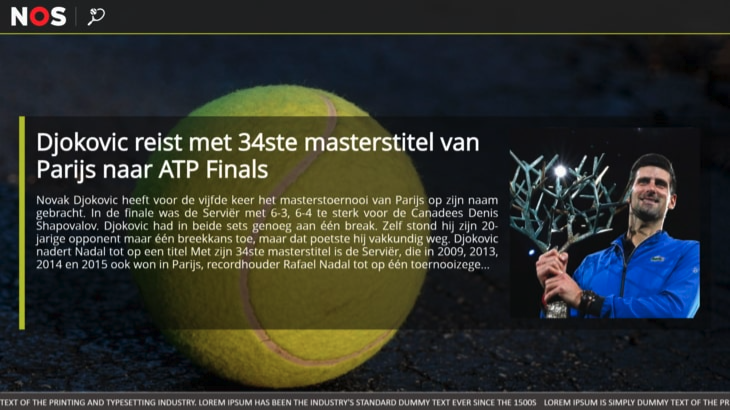 NOS
Djokovic reist met 34ste masterstitel van
Parijs naar ATP Finals
Novak Djokovic heeft voor de vijfde keer het masterstoernooi van Parijs op zijn naam
gebracht. In de finale was de Serviër met 6-3, 6-4 te sterk voor de Canadees Denis
Shapovalov. Djokovic had in beide sets genoeg aan één break. Zelf stond hij zijn 20-
jarige opponent maar één breekkans toe, maar dat poetste hij vakkundig weg. Djokovic
nadert Nadal tot op een titel Met zijn 34ste masterstitel is de Serviër, die in 2009, 2013,
2014 en 2015 ook won in Parijs, recordhouder Rafael Nadal tot op één toernooizege...
TEXT OF THE PRINTING AND TYPESETTING INDUSTRY. LOREM IPSUM HAS BEEN THE INDUSTRY'S STANDARD DUMMY TEXT EVER SINCE THE 1500S LOREM IPSUM IS SIMPLY DUMMY TEXT OF THE PR